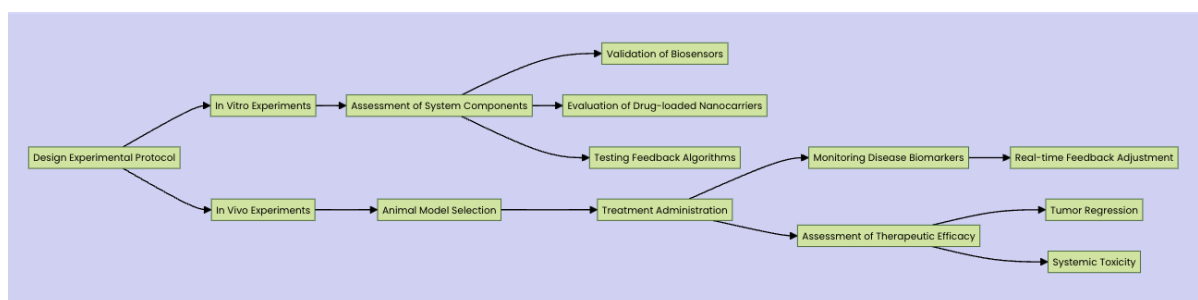 Validation of Biosensors
In Vitro Experiments
Assessment of System Components
Evaluation of Drug-loaded Nanocarriers
Design Experimental Protocol
Testing Feedback Algorithms
Monitoring Disease Biomarkers
Real-time Feedback Adjustment
In Vivo Experiments
Animal Model Selection
Treatment Administration
Tumor Regression
Assessment of Therapeutic Efficacy
Systemic Toxicity